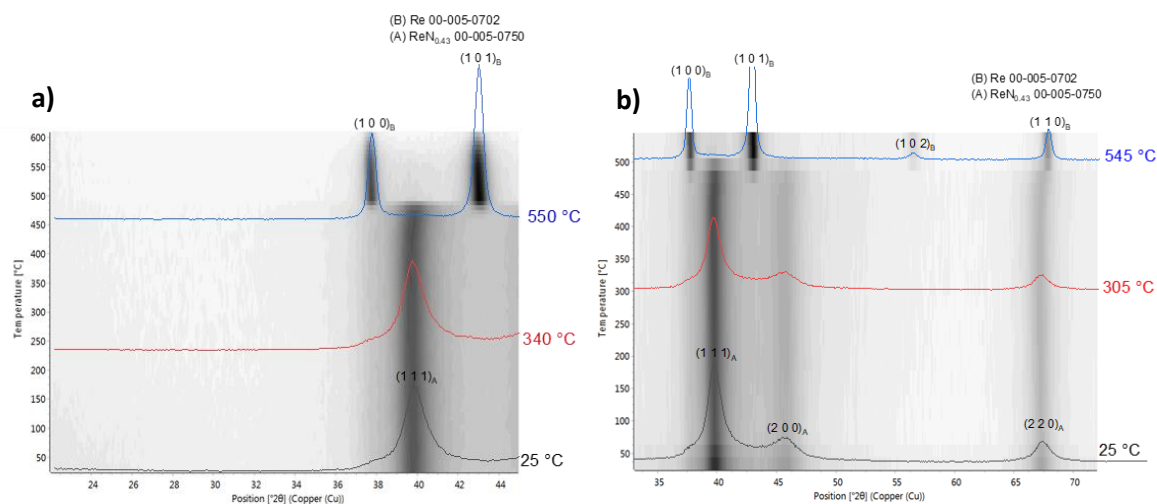 a)
(B) Re 00-005-0702
(A) ReN0.43 00-005-0750
(1 0 1)B
(1 0 0)B
(1 1 1)A
550 °C
340 °C
25 °C
Temperature [°C]
600
550
500
450
400
350
300
250
200
150
100
50
24
26
28
30
32
34
36
38
40
42
44
Position [°2θ] (Copper (Cu))
b)
(B) Re 00-005-0702
(A) ReN0.43 00-005-0750
(1 0 0)B
(1 0 1)B
(1 0 2)B
(1 1 0)B
(1 1 1)A
(2 0 0)A
(2 2 0)A
545 °C
305 °C
25 °C
Temperature [°C]
500
450
400
350
300
250
200
150
100
50
35
40
45
50
55
60
65
70
Position [°2θ] (Copper (Cu))